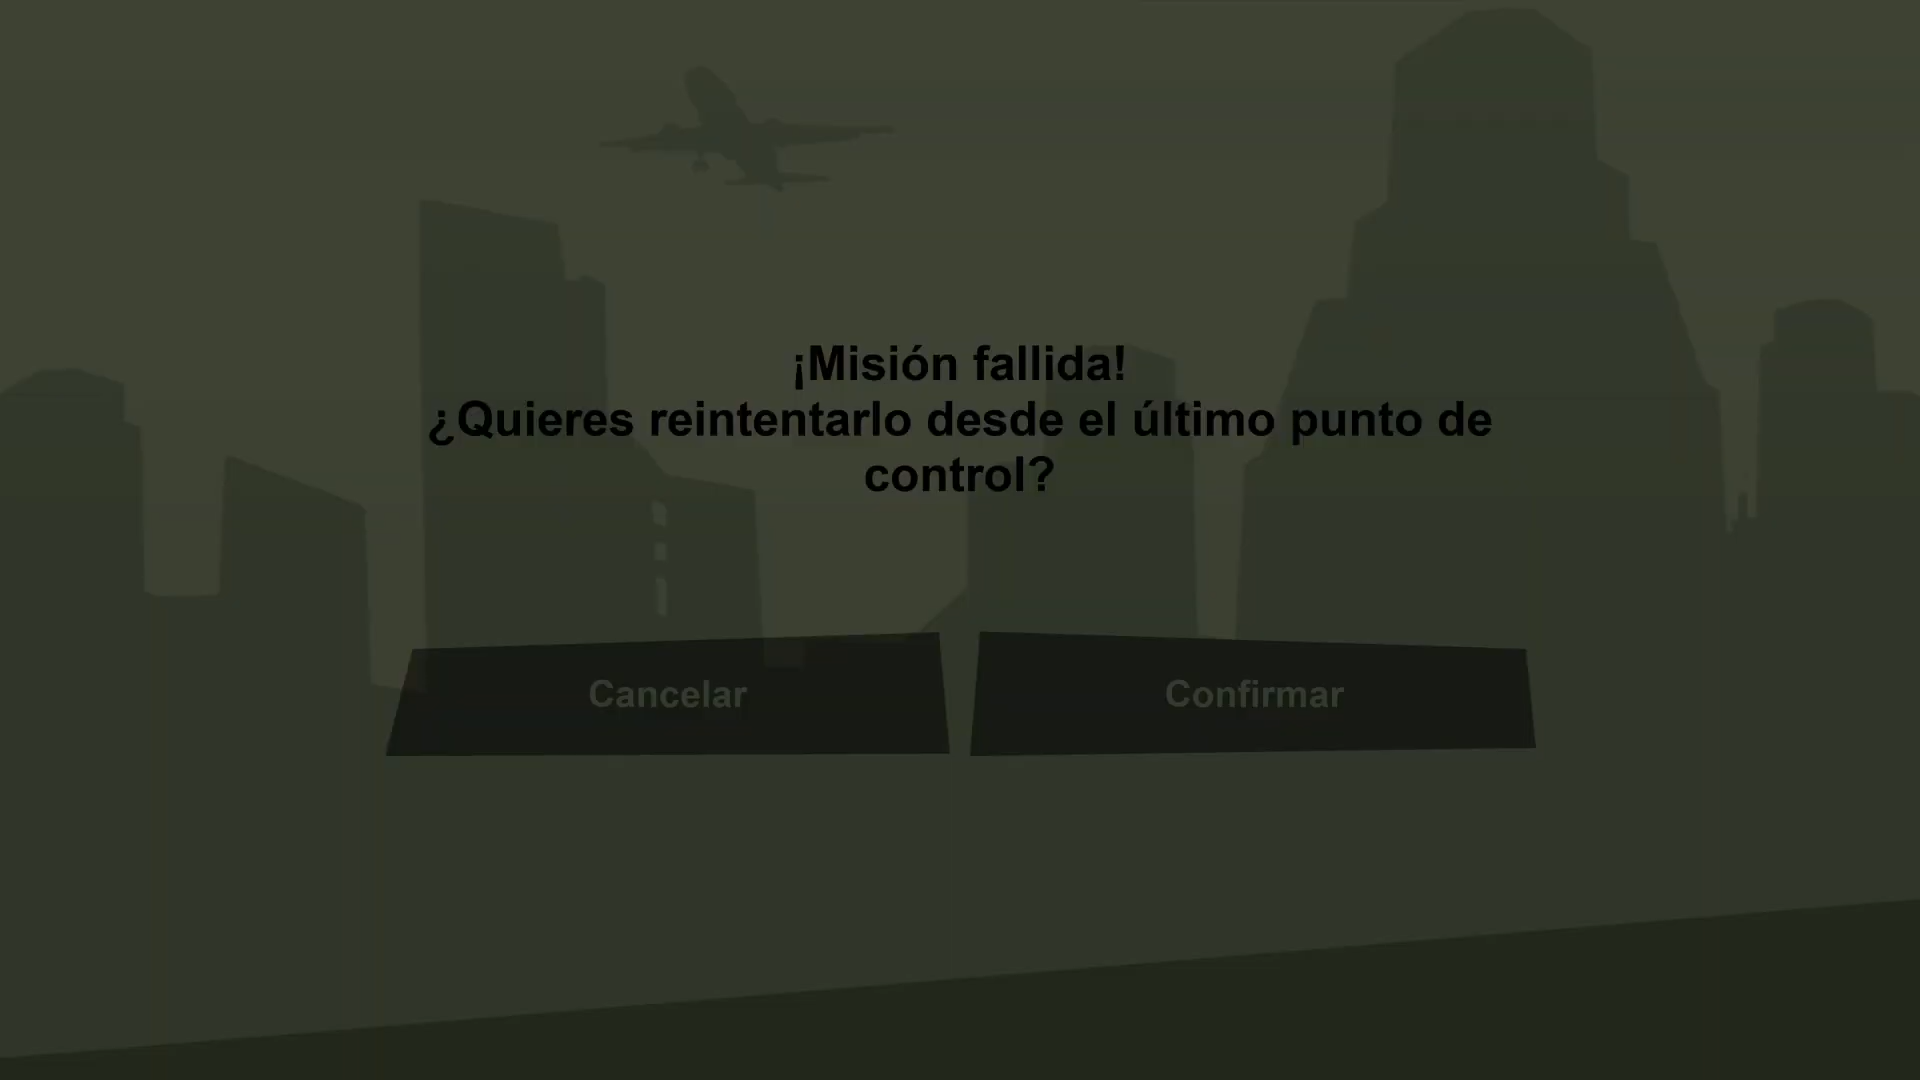 ¡Misión fallida!
¿Quieres reintentarlo desde el último punto de
control?
Cancelar
Confirmar